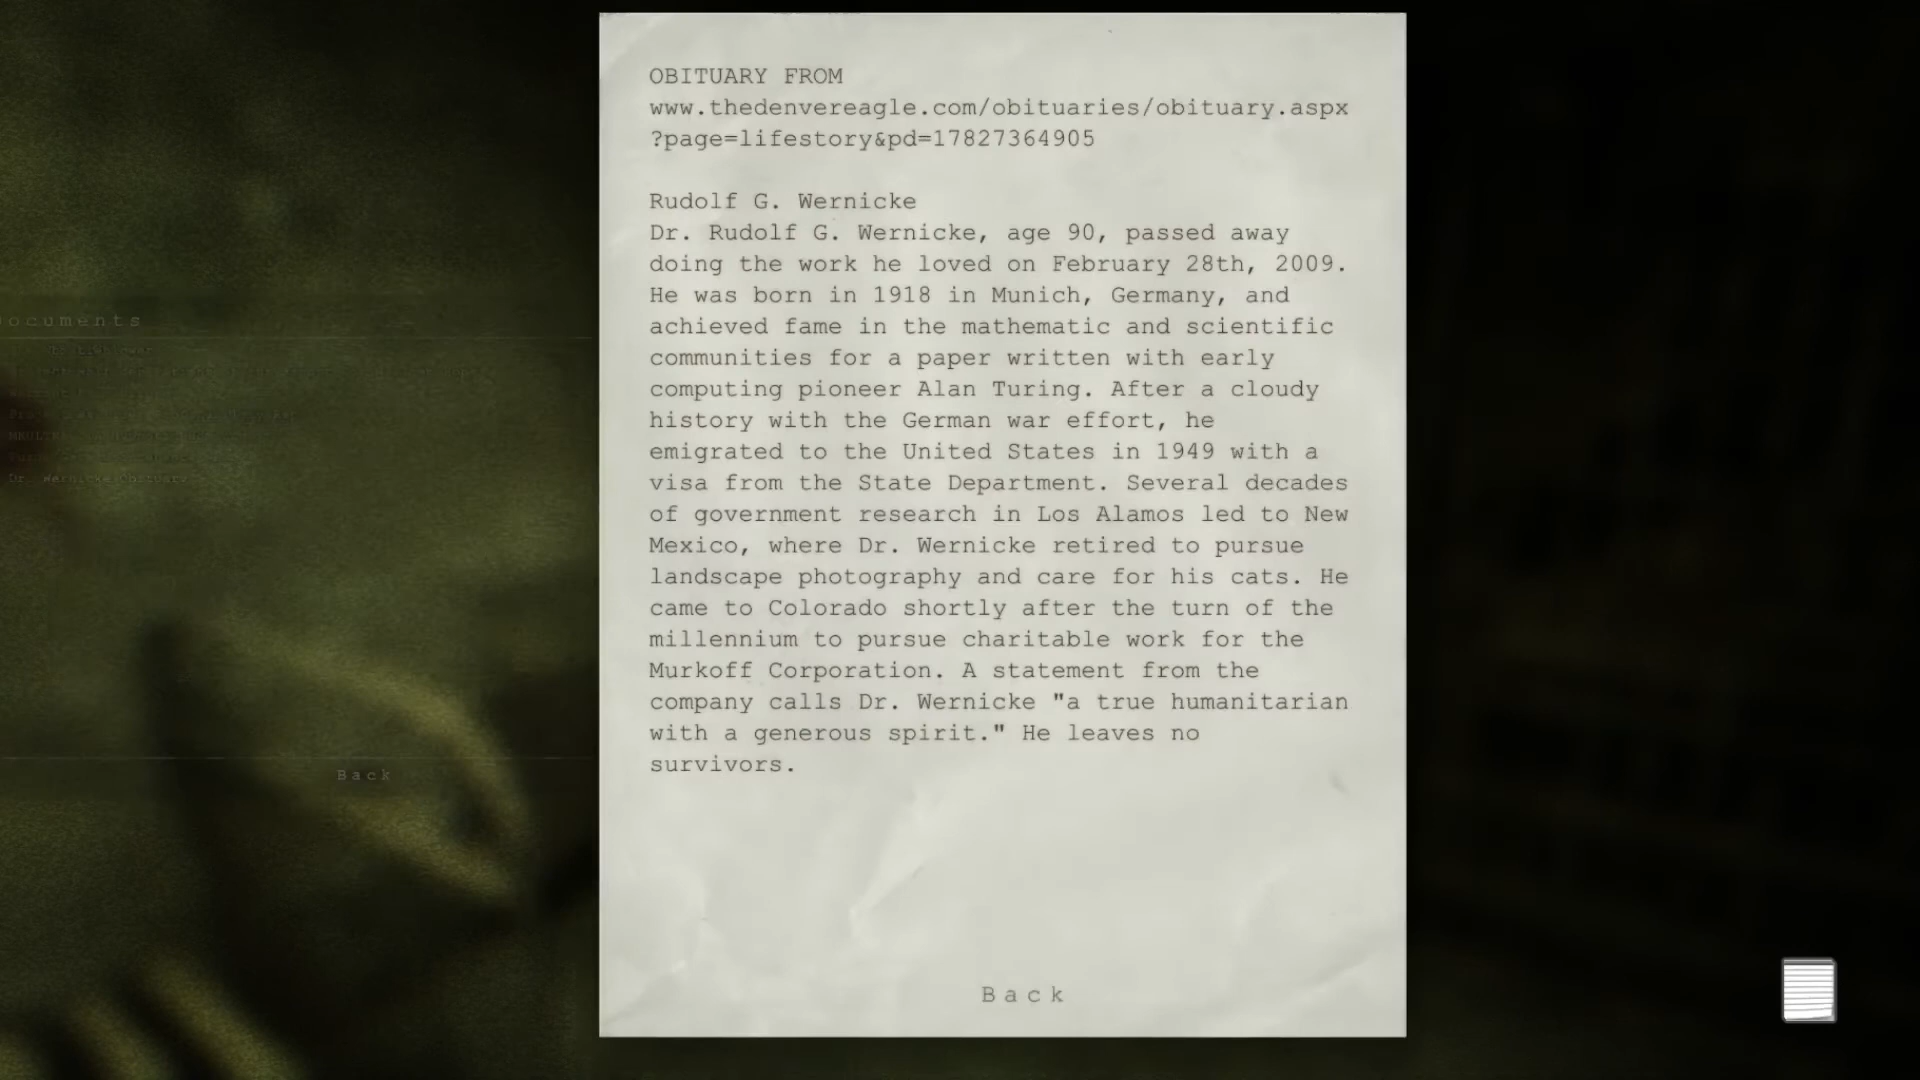 OBITUARY FROM
www.thedenvereagle.com/obituaries/obituary.aspx
?page=lifestory&pd=17827364905
Rudolf G. Wernicke
Dr. Rudolf G. Wernicke, age 90, passed away
doing the work he loved on February 28th, 2009.
He was born in 1918 in Munich, Germany, and
achieved fame in the mathematic and scientific
communities for a paper written with early
computing pioneer Alan Turing. After a cloudy
history with the German war effort, he
emigrated to the United States in 1949 with a
visa from the State Department. Several decades
of government research in Los Alamos led to New
Mexico, where Dr. Wernicke retired to pursue
landscape photography and care for his cats. He
came to Colorado shortly after the turn of the
millennium to pursue charitable work for the
Murkoff Corporation. A statement from the
company calls Dr. Wernicke "a true humanitarian
with a generous spirit." He leaves no
survivors.
Back
ocuments
Dr. Wernicke Obituary
Back